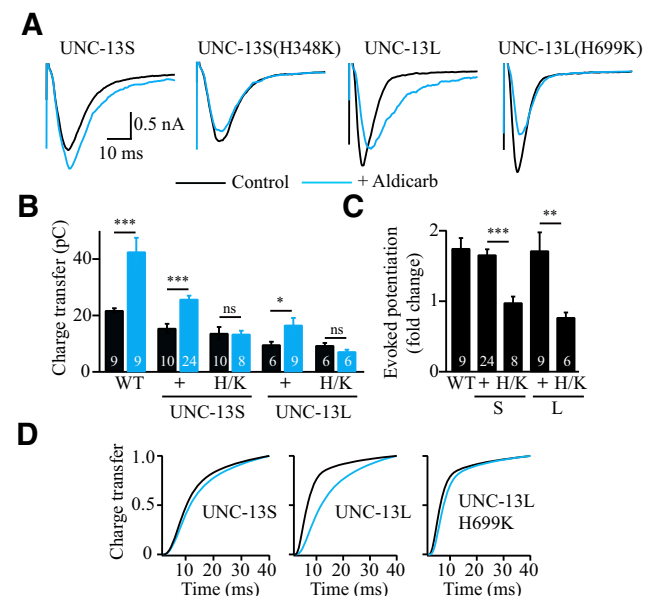 A
UNC-13S
UNC-13S(H348K)
UNC-13L
UNC-13L(H699K)
0.5 nA
10 ms
Control
+ Aldicarb
B
Charge transfer (pC)
40
20
0
***
***
ns
*
ns
9 9 10 24 10 8 6 9 6 6
WT + H/K + H/K
UNC-13S UNC-13L
C
Evoked potentiation
(fold change)
2
1
0
***
**
9 24 8 9 6
WT + H/K + H/K
S L
D
Charge transfer
1.0
0.5
0
UNC-13S
UNC-13L
UNC-13L
H699K
10 20 30 40 10 20 30 40 10 20 30 40
Time (ms) Time (ms) Time (ms)